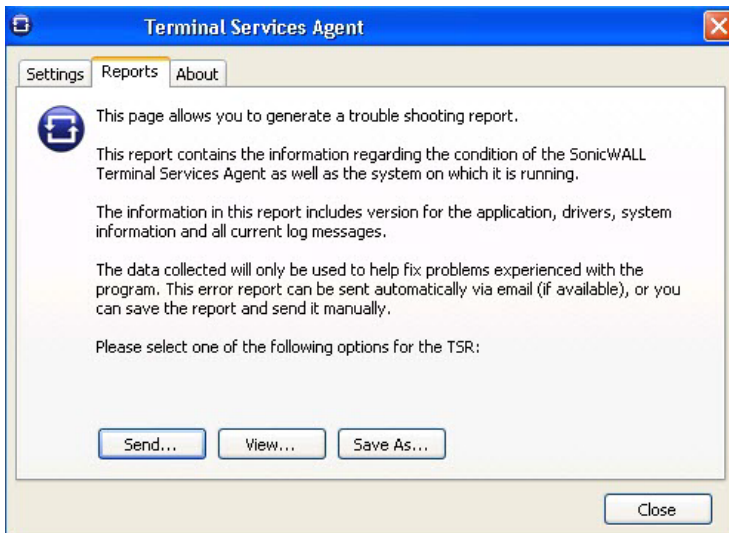 Terminal Services Agent
Settings Reports About
This page allows you to generate a trouble shooting report.
This report contains the information regarding the condition of the SonicWALL
Terminal Services Agent as well as the system on which it is running.
The information in this report includes version for the application, drivers, system
information and all current log messages.
The data collected will only be used to help fix problems experienced with the
program. This error report can be sent automatically via email (if available), or you
can save the report and send it manually.
Please select one of the following options for the TSR:
Send... View... Save As...
Close